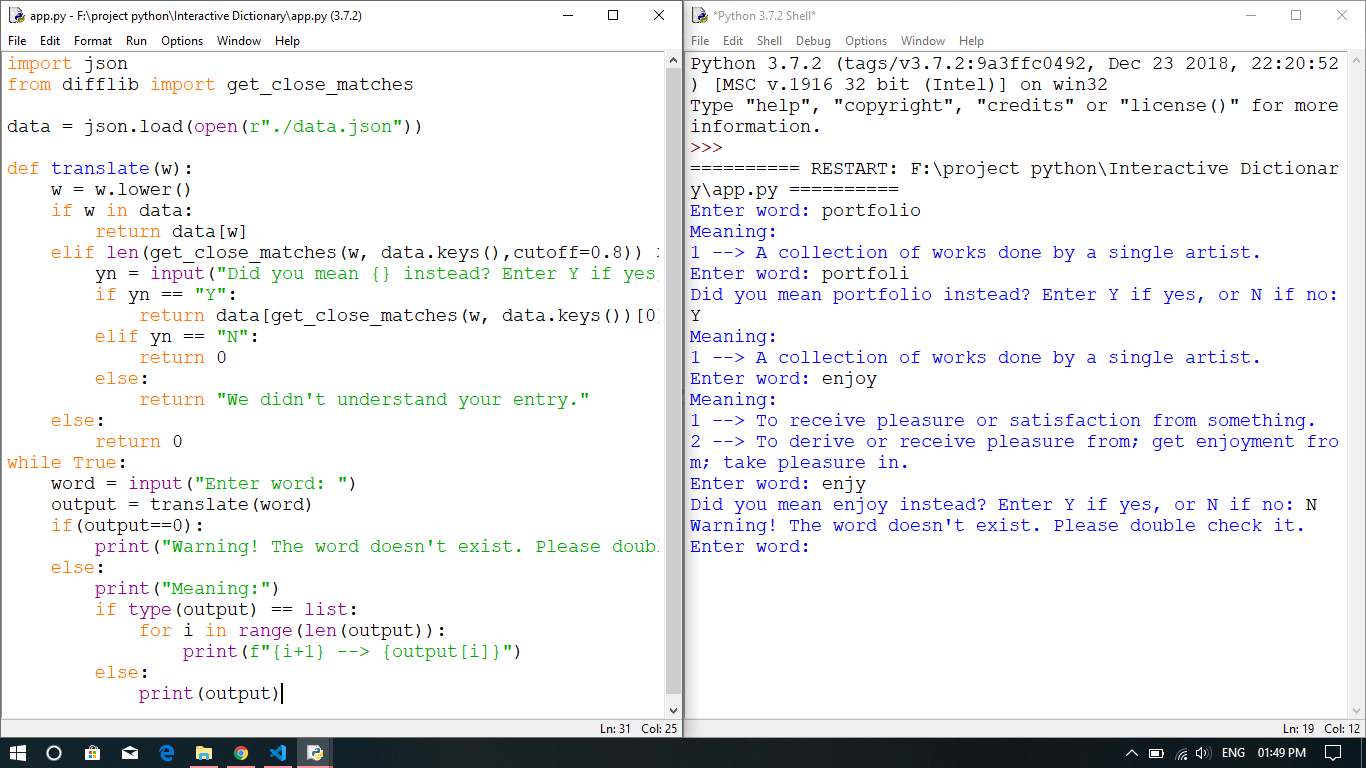 app.py - F:\project python\Interactive Dictionary\app.py (3.7.2)
File Edit Format Run Options Window Help
import json
from difflib import get_close_matches
data = json.load(open(r"./data.json"))
def translate(w):
    w = w.lower()
    if w in data:
        return data[w]
    elif len(get_close_matches(w, data.keys(),cutoff=0.8))
        yn = input("Did you mean {} instead? Enter Y if yes,
        if yn == "Y":
            return data[get_close_matches(w, data.keys())[0]
        elif yn == "N":
            return 0
        else:
            return "We didn't understand your entry."
    else:
        return 0
while True:
    word = input("Enter word: ")
    output = translate(word)
    if(output==0):
        print("Warning! The word doesn't exist. Please doub
    else:
        print("Meaning:")
        if type(output) == list:
            for i in range(len(output)):
                print(f"{i+1} --> {output[i]}")
        else:
            print(output)
Ln: 31 Col: 25
*Python 3.7.2 Shell*
File Edit Shell Debug Options Window Help
Python 3.7.2 (tags/v3.7.2:9a3ffc0492, Dec 23 2018, 22:20:52
) [MSC v.1916 32 bit (Intel)] on win32
Type "help", "copyright", "credits" or "license()" for more
information.
>>>
========== RESTART: F:\project python\Interactive Dictionar
y\app.py ==========
Enter word: portfolio
Meaning:
1 --> A collection of works done by a single artist.
Enter word: portfoli
Did you mean portfolio instead? Enter Y if yes, or N if no:
Y
Meaning:
1 --> A collection of works done by a single artist.
Enter word: enjoy
Meaning:
1 --> To receive pleasure or satisfaction from something.
2 --> To derive or receive pleasure from; get enjoyment fro
m; take pleasure in.
Enter word: enjy
Did you mean enjoy instead? Enter Y if yes, or N if no: N
Warning! The word doesn't exist. Please double check it.
Enter word:
Ln: 19 Col: 12
ENG 01:49 PM